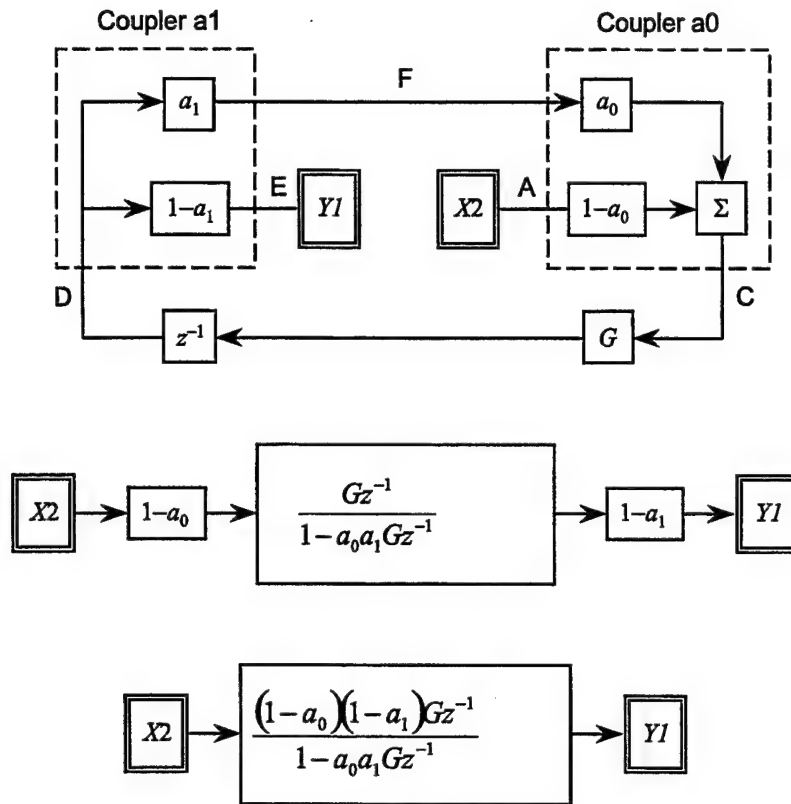 Coupler a1 Coupler a0
F
a₁ a₀
E A
1−a₁ Y1 X2 1−a₀ Σ
D C
z⁻¹ G
X2 1−a₀ Gz⁻¹ / 1−a₀a₁Gz⁻¹ 1−a₁ Y1
X2 (1−a₀)(1−a₁)Gz⁻¹ / 1−a₀a₁Gz⁻¹ Y1